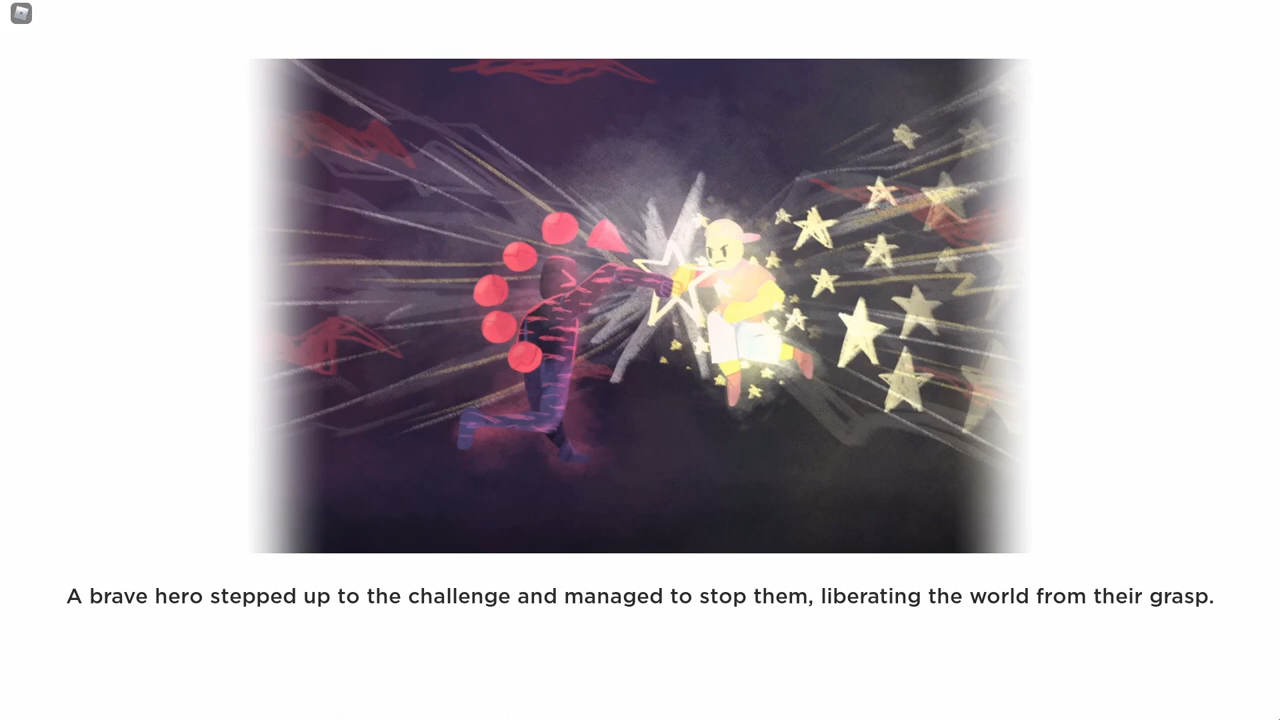 A brave hero stepped up to the challenge and managed to stop them, liberating the world from their grasp.